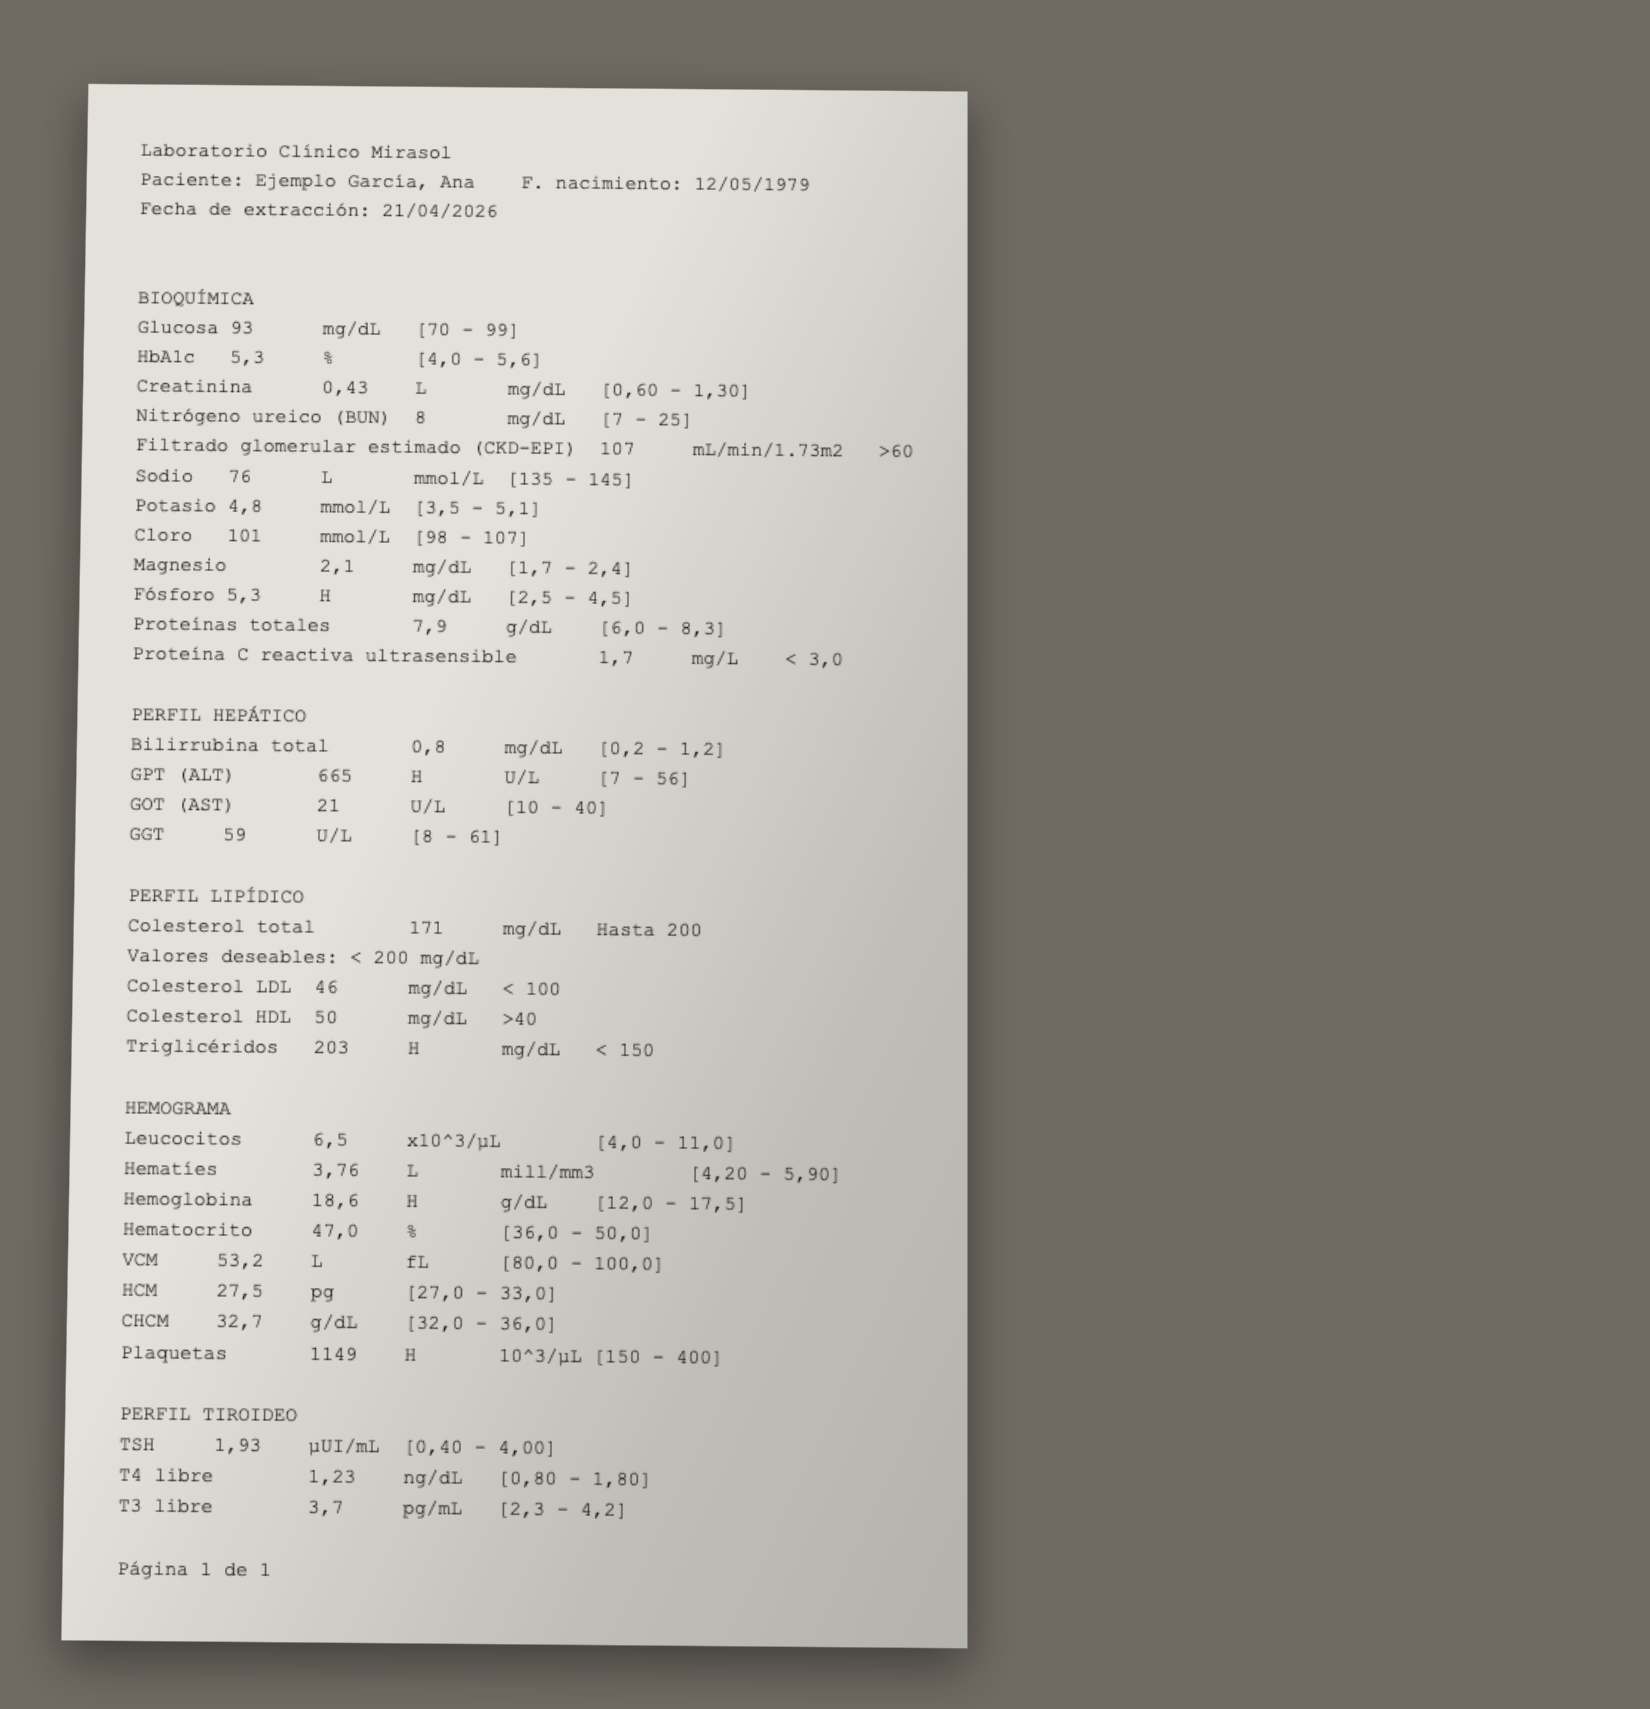 Laboratorio Clínico Mirasol
Paciente: Ejemplo García, Ana F. nacimiento: 12/05/1979
Fecha de extracción: 21/04/2026
BIOQUÍMICA
Glucosa 93 mg/dL [70 - 99]
HbA1c 5,3 % [4,0 - 5,6]
Creatinina 0,43 L mg/dL [0,60 - 1,30]
Nitrógeno ureico (BUN) 8 mg/dL [7 - 25]
Filtrado glomerular estimado (CKD-EPI) 107 mL/min/1.73m2 >60
Sodio 76 L mmol/L [135 - 145]
Potasio 4,8 mmol/L [3,5 - 5,1]
Cloro 101 mmol/L [98 - 107]
Magnesio 2,1 mg/dL [1,7 - 2,4]
Fósforo 5,3 H mg/dL [2,5 - 4,5]
Proteínas totales 7,9 g/dL [6,0 - 8,3]
Proteína C reactiva ultrasensible 1,7 mg/L < 3,0
PERFIL HEPÁTICO
Bilirrubina total 0,8 mg/dL [0,2 - 1,2]
GPT (ALT) 665 H U/L [7 - 56]
GOT (AST) 21 U/L [10 - 40]
GGT 59 U/L [8 - 61]
PERFIL LIPÍDICO
Colesterol total 171 mg/dL Hasta 200
Valores deseables: < 200 mg/dL
Colesterol LDL 46 mg/dL < 100
Colesterol HDL 50 mg/dL >40
Triglicéridos 203 H mg/dL < 150
HEMOGRAMA
Leucocitos 6,5 x10^3/µL [4,0 - 11,0]
Hematíes 3,76 L mill/mm3 [4,20 - 5,90]
Hemoglobina 18,6 H g/dL [12,0 - 17,5]
Hematocrito 47,0 % [36,0 - 50,0]
VCM 53,2 L fL [80,0 - 100,0]
HCM 27,5 pg [27,0 - 33,0]
CHCM 32,7 g/dL [32,0 - 36,0]
Plaquetas 1149 H 10^3/µL [150 - 400]
PERFIL TIROIDEO
TSH 1,93 µUI/mL [0,40 - 4,00]
T4 libre 1,23 ng/dL [0,80 - 1,80]
T3 libre 3,7 pg/mL [2,3 - 4,2]
Página 1 de 1